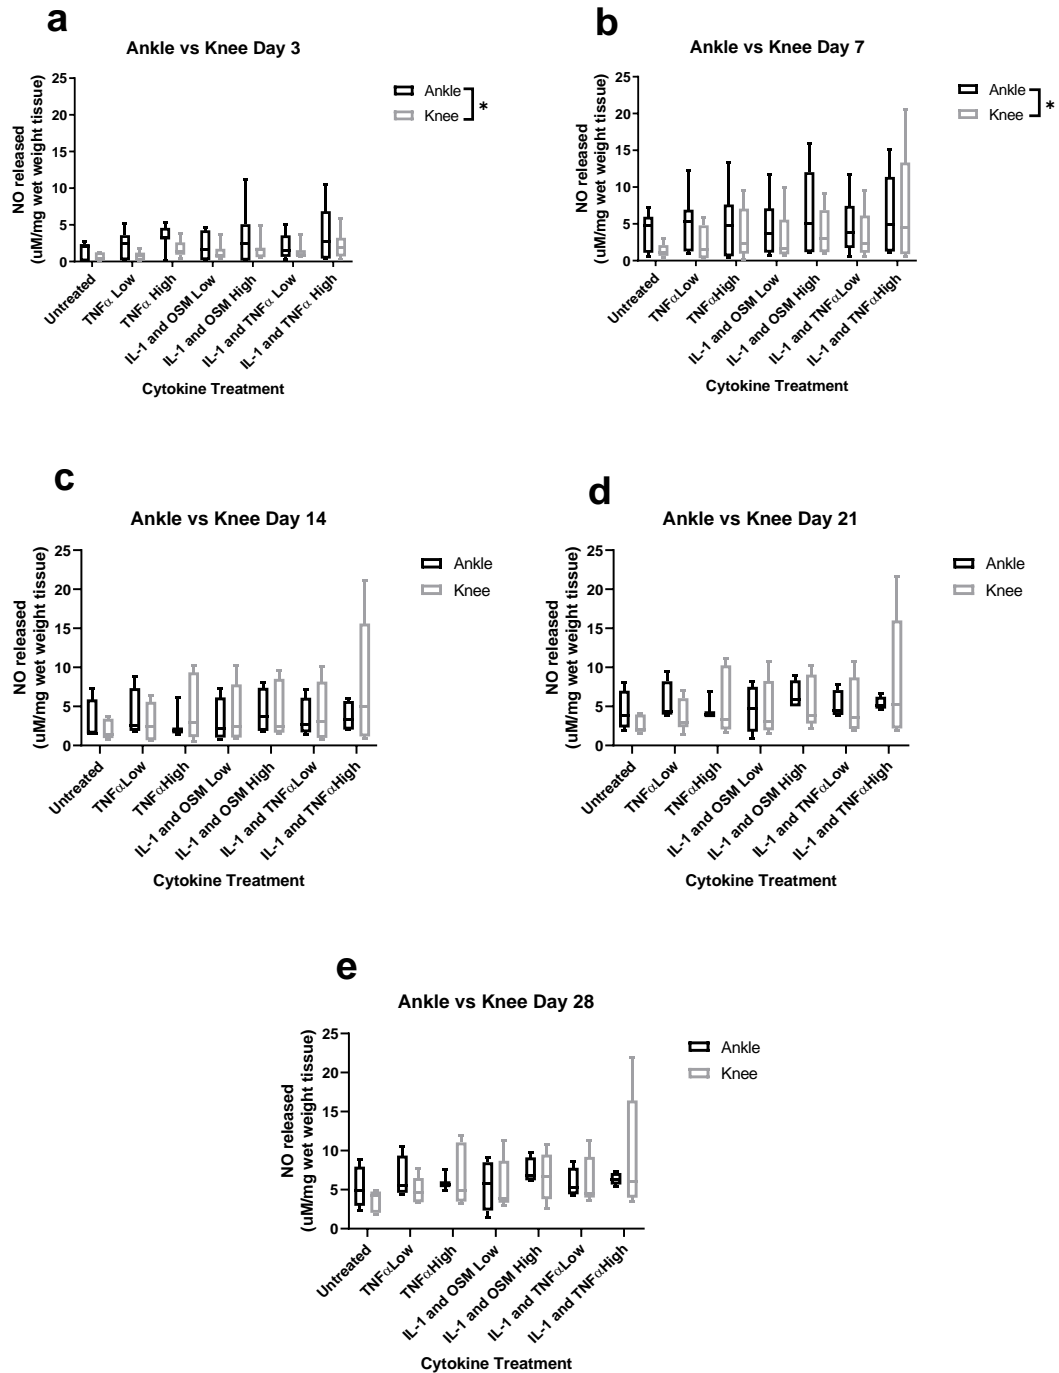 a
Ankle vs Knee Day 3
NO released
(uM/mg wet weight tissue)
25
20
15
10
5
0
Untreated
TNFα Low
TNFα High
IL-1 and OSM Low
IL-1 and OSM High
IL-1 and TNFα Low
IL-1 and TNFα High
Cytokine Treatment
Ankle
Knee
*
b
Ankle vs Knee Day 7
NO released
(uM/mg wet weight tissue)
25
20
15
10
5
0
Untreated
TNFαLow
TNFαHigh
IL-1 and OSM Low
IL-1 and OSM High
IL-1 and TNFαLow
IL-1 and TNFαHigh
Cytokine Treatment
Ankle
Knee
*
c
Ankle vs Knee Day 14
NO released
(uM/mg wet weight tissue)
25
20
15
10
5
0
Untreated
TNFαLow
TNFαHigh
IL-1 and OSM Low
IL-1 and OSM High
IL-1 and TNFαLow
IL-1 and TNFαHigh
Cytokine Treatment
Ankle
Knee
d
Ankle vs Knee Day 21
NO released
(uM/mg wet weight tissue)
25
20
15
10
5
0
Untreated
TNFαLow
TNFαHigh
IL-1 and OSM Low
IL-1 and OSM High
IL-1 and TNFαLow
IL-1 and TNFαHigh
Cytokine Treatment
Ankle
Knee
e
Ankle vs Knee Day 28
NO released
(uM/mg wet weight tissue)
25
20
15
10
5
0
Untreated
TNFαLow
TNFαHigh
IL-1 and OSM Low
IL-1 and OSM High
IL-1 and TNFαLow
IL-1 and TNFαHigh
Cytokine Treatment
Ankle
Knee